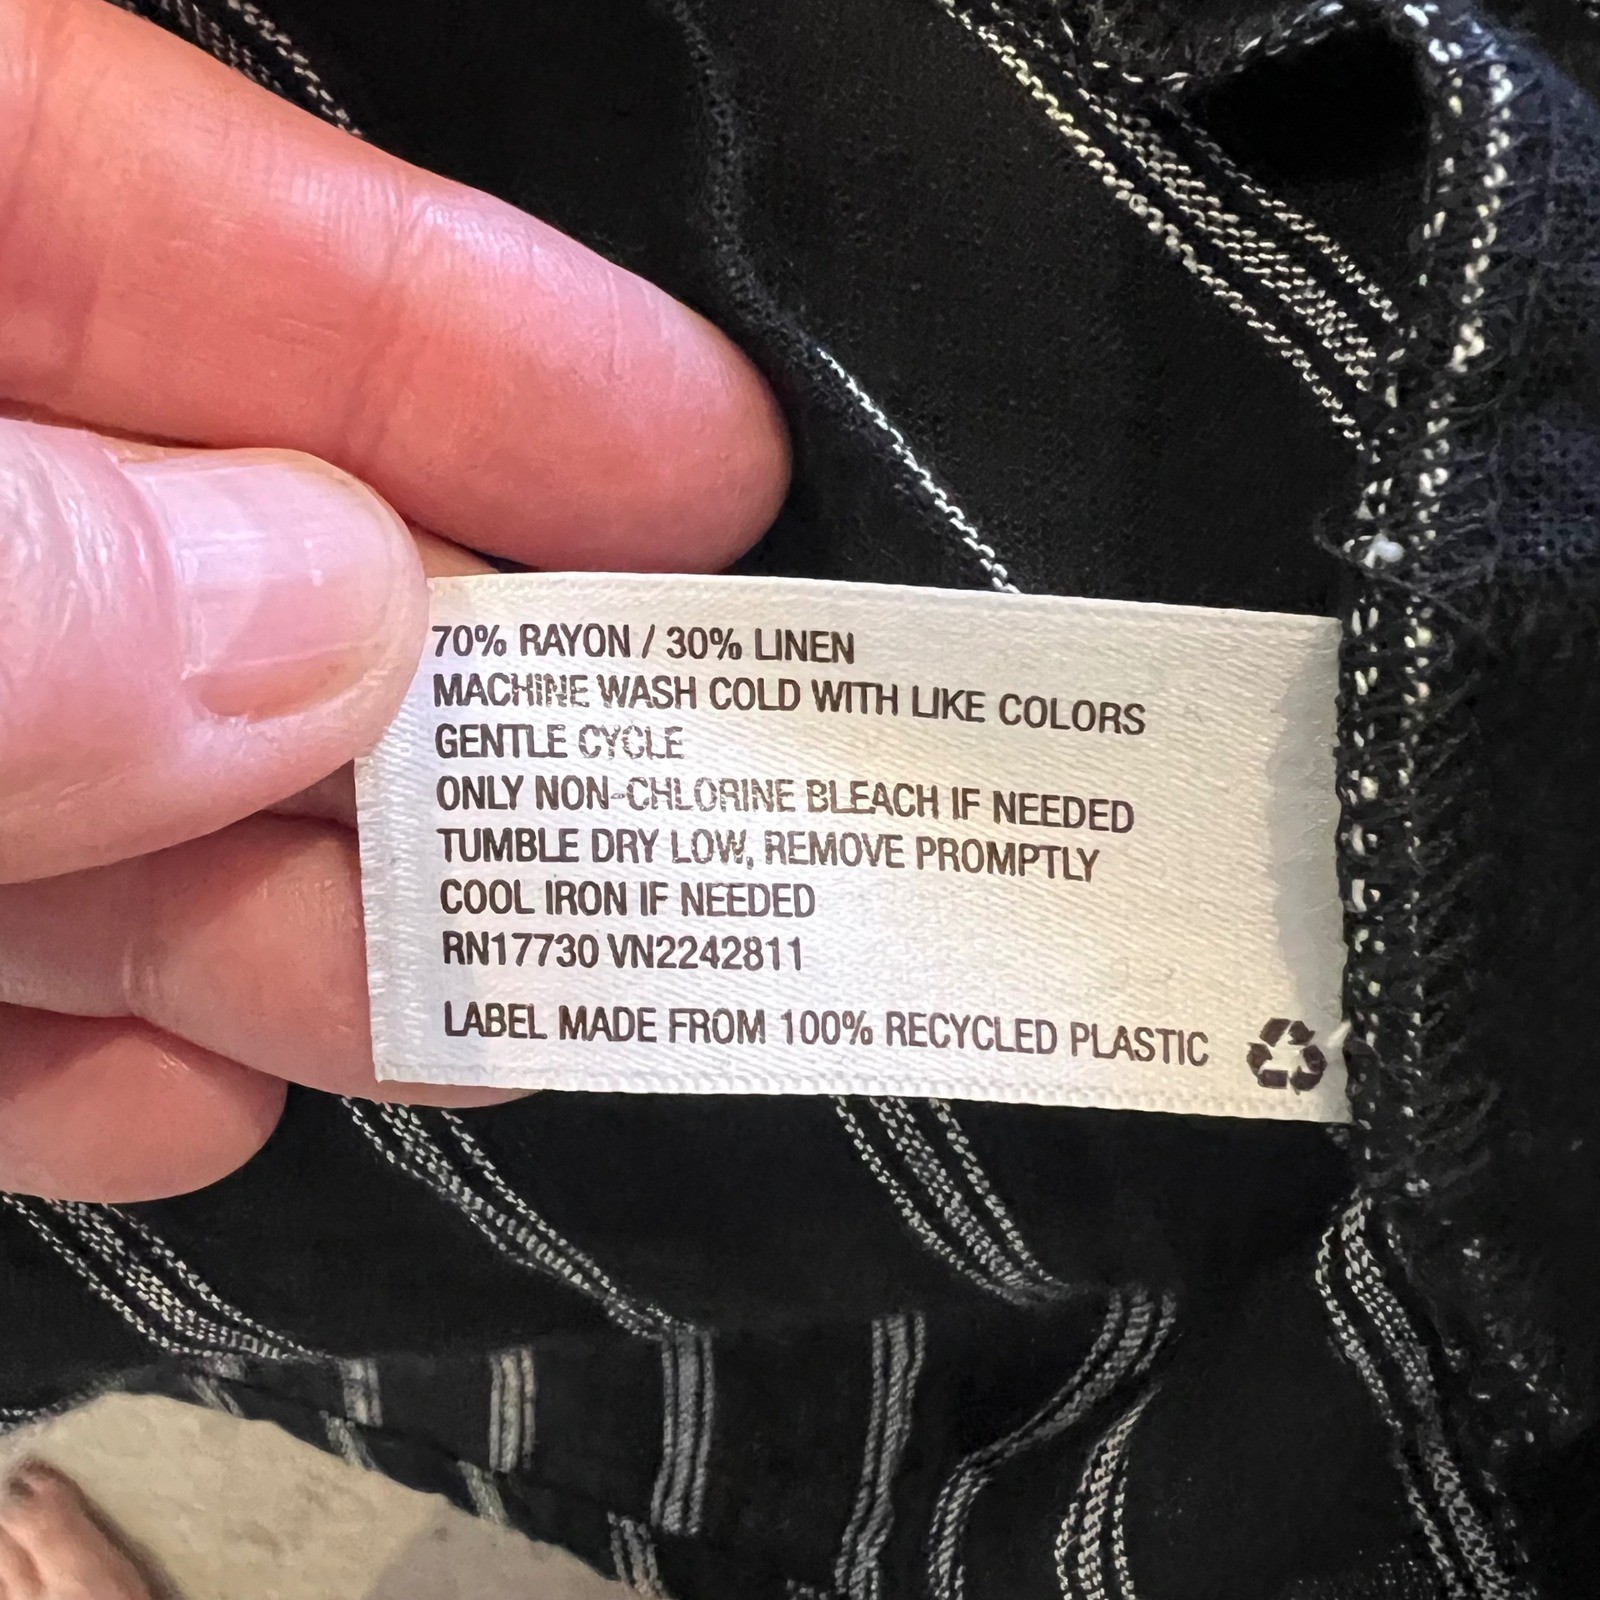 70% RAYON / 30% LINEN
MACHINE WASH COLD WITH LIKE COLORS
GENTLE CYCLE
ONLY NON-CHLORINE BLEACH IF NEEDED
TUMBLE DRY LOW, REMOVE PROMPTLY
COOL IRON IF NEEDED
RN17730 VN2242811
LABEL MADE FROM 100% RECYCLED PLASTIC